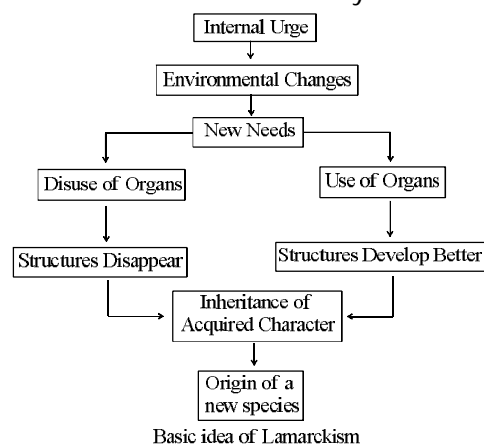 Internal Urge
Environmental Changes
New Needs
Disuse of Organs
Use of Organs
Structures Disappear
Structures Develop Better
Inheritance of
Acquired Character
Origin of a
new species
Basic idea of Lamarckism